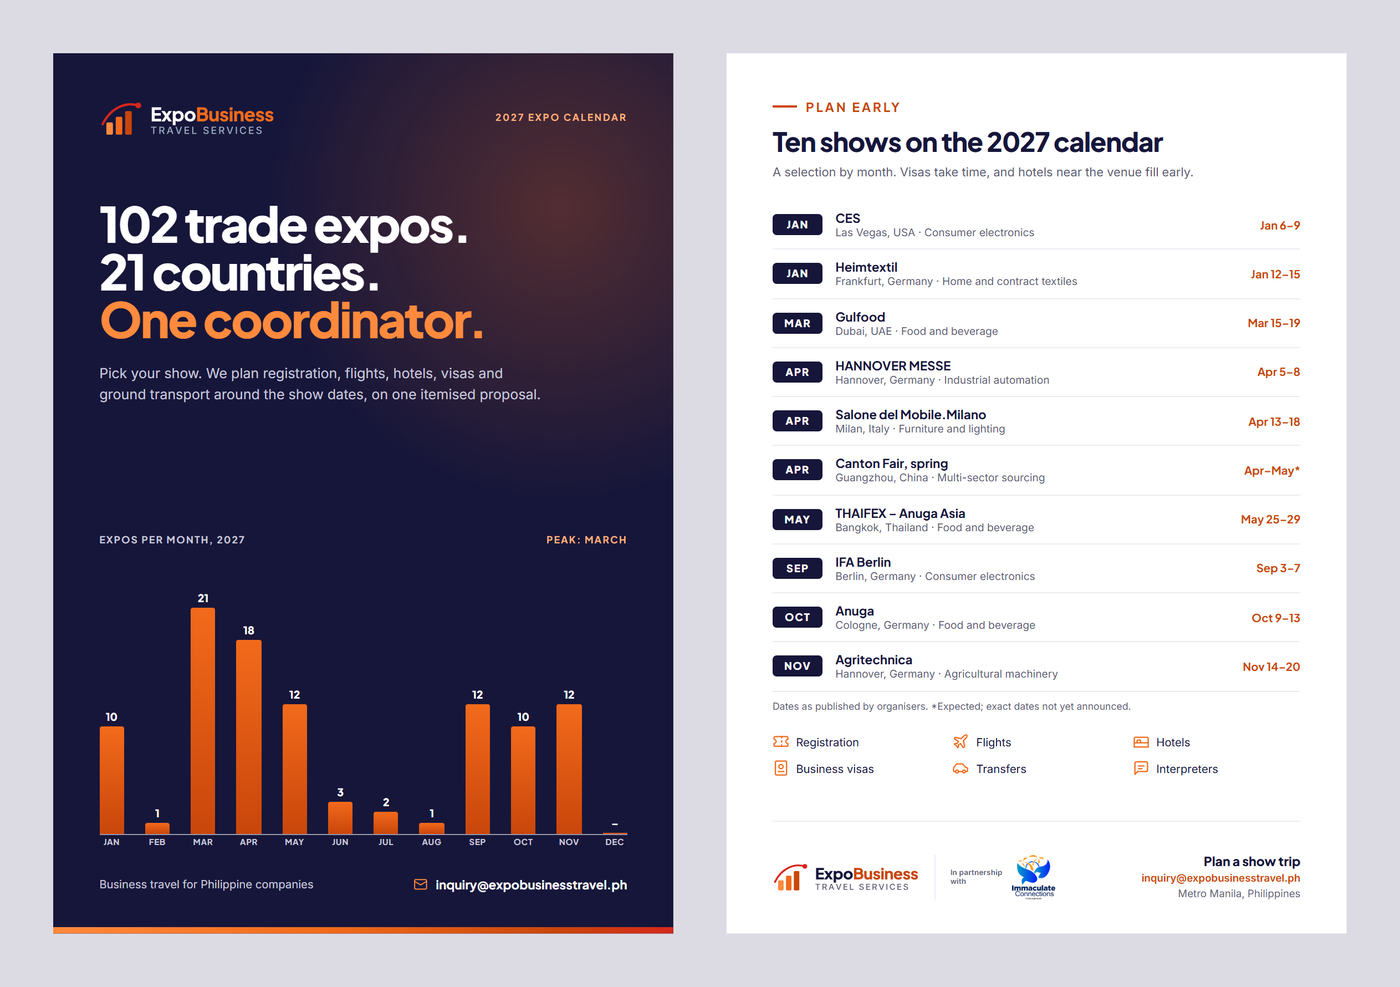 ExpoBusiness
TRAVEL SERVICES
2027 EXPO CALENDAR
102 trade expos.
21 countries.
One coordinator.
Pick your show. We plan registration, flights, hotels, visas and
ground transport around the show dates, on one itemised proposal.
EXPOS PER MONTH, 2027
PEAK: MARCH
10
1
21
18
12
3
2
1
12
10
12
–
JAN
FEB
MAR
APR
MAY
JUN
JUL
AUG
SEP
OCT
NOV
DEC
Business travel for Philippine companies
inquiry@expobusinesstravel.ph
PLAN EARLY
Ten shows on the 2027 calendar
A selection by month. Visas take time, and hotels near the venue fill early.
JAN
CES
Las Vegas, USA · Consumer electronics
Jan 6–9
JAN
Heimtextil
Frankfurt, Germany · Home and contract textiles
Jan 12–15
MAR
Gulfood
Dubai, UAE · Food and beverage
Mar 15–19
APR
HANNOVER MESSE
Hannover, Germany · Industrial automation
Apr 5–8
APR
Salone del Mobile.Milano
Milan, Italy · Furniture and lighting
Apr 13–18
APR
Canton Fair, spring
Guangzhou, China · Multi-sector sourcing
Apr–May*
MAY
THAIFEX – Anuga Asia
Bangkok, Thailand · Food and beverage
May 25–29
SEP
IFA Berlin
Berlin, Germany · Consumer electronics
Sep 3–7
OCT
Anuga
Cologne, Germany · Food and beverage
Oct 9–13
NOV
Agritechnica
Hannover, Germany · Agricultural machinery
Nov 14–20
Dates as published by organisers. *Expected; exact dates not yet announced.
Registration
Flights
Hotels
Business visas
Transfers
Interpreters
ExpoBusiness
TRAVEL SERVICES
In partnership
with
Immaculate
Connections
Plan a show trip
inquiry@expobusinesstravel.ph
Metro Manila, Philippines